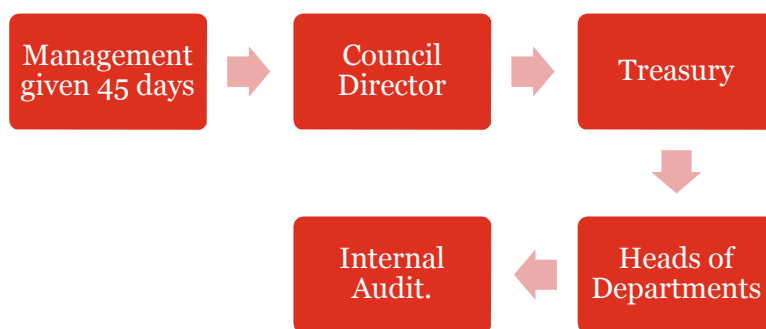 Management
given 45 days
Council
Director
Treasury
Heads of
Departments
Internal
Audit.